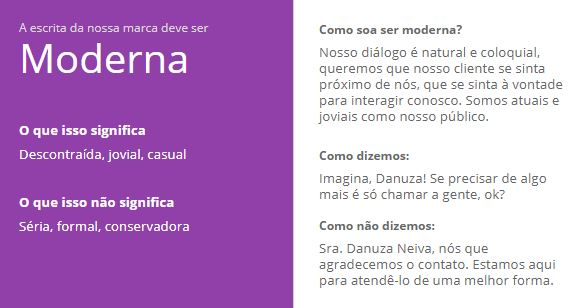 A escrita da nossa marca deve ser
Moderna
O que isso significa
Descontraída, jovial, casual
O que isso não significa
Séria, formal, conservadora
Como soa ser moderna?
Nosso diálogo é natural e coloquial,
queremos que nosso cliente se sinta
próximo de nós, que se sinta à vontade
para interagir conosco. Somos atuais e
joviais como nosso público.
Como dizemos:
Imagina, Danuza! Se precisar de algo
mais é só chamar a gente, ok?
Como não dizemos:
Sra. Danuza Neiva, nós que
agradecemos o contato. Estamos aqui
para atendê-lo de uma melhor forma.